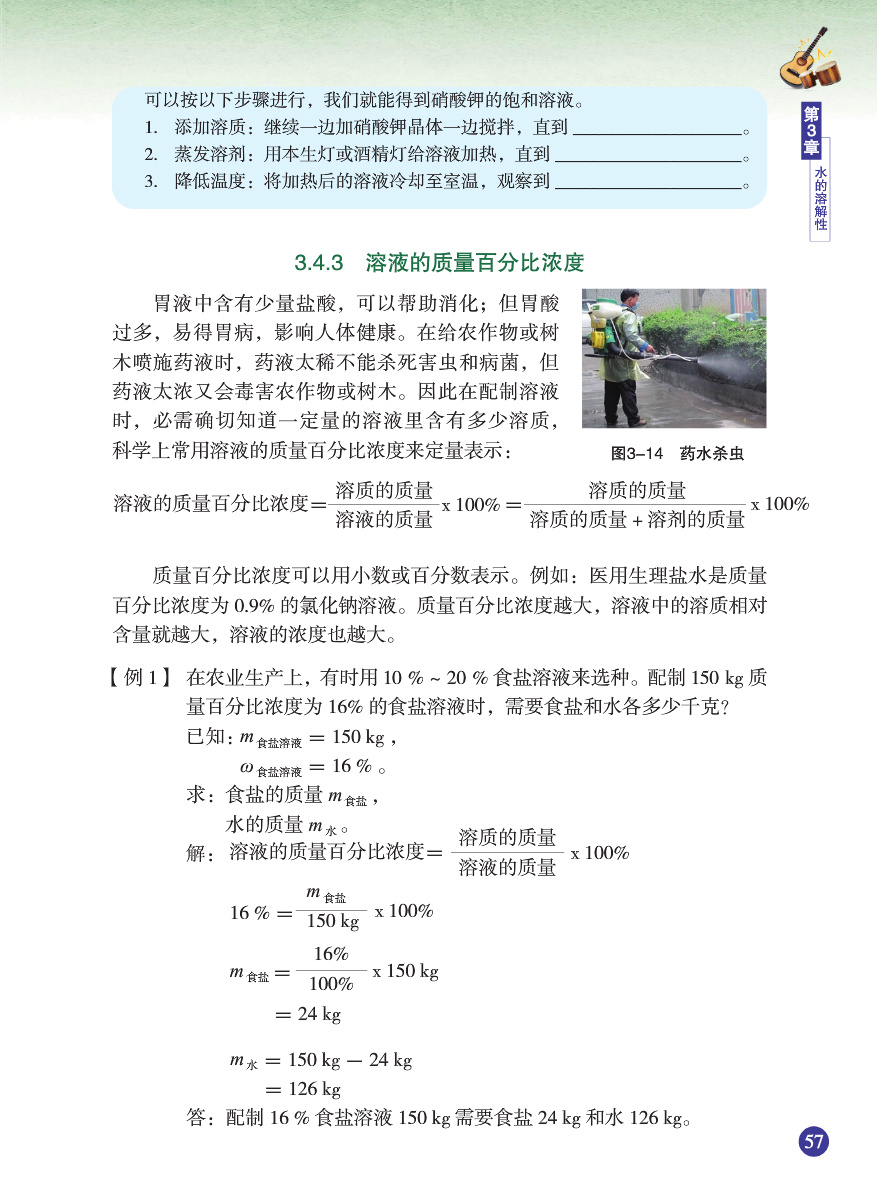 可以按以下步骤进行，我们就能得到硝酸钾的饱和溶液。
1. 添加溶质：继续一边加硝酸钾晶体一边搅拌，直到 ____________________。
2. 蒸发溶剂：用本生灯或酒精灯给溶液加热，直到 ______________________。
3. 降低温度：将加热后的溶液冷却至室温，观察到 ______________________。
第3章
水的溶解性
3.4.3 溶液的质量百分比浓度
胃液中含有少量盐酸，可以帮助消化；但胃酸
过多，易得胃病，影响人体健康。在给农作物或树
木喷施药液时，药液太稀不能杀死害虫和病菌，但
药液太浓又会毒害农作物或树木。因此在配制溶液
时，必需确切知道一定量的溶液里含有多少溶质，
科学上常用溶液的质量百分比浓度来定量表示：
图3–14 药水杀虫
溶液的质量百分比浓度＝ 溶质的质量 / 溶液的质量 x 100% ＝ 溶质的质量 / 溶质的质量 + 溶剂的质量 x 100%
质量百分比浓度可以用小数或百分数表示。例如：医用生理盐水是质量
百分比浓度为 0.9% 的氯化钠溶液。质量百分比浓度越大，溶液中的溶质相对
含量就越大，溶液的浓度也越大。
【例 1】 在农业生产上，有时用 10 % ~ 20 % 食盐溶液来选种。配制 150 kg 质
量百分比浓度为 16% 的食盐溶液时，需要食盐和水各多少千克？
已知：m 食盐溶液 ＝ 150 kg，
ω 食盐溶液 ＝ 16 %。
求：食盐的质量 m 食盐，
水的质量 m 水。
解：溶液的质量百分比浓度＝ 溶质的质量 / 溶液的质量 x 100%
16 % ＝ m 食盐 / 150 kg x 100%
m 食盐 ＝ 16% / 100% x 150 kg
＝ 24 kg
m 水 ＝ 150 kg － 24 kg
＝ 126 kg
答：配制 16 % 食盐溶液 150 kg 需要食盐 24 kg 和水 126 kg。
57